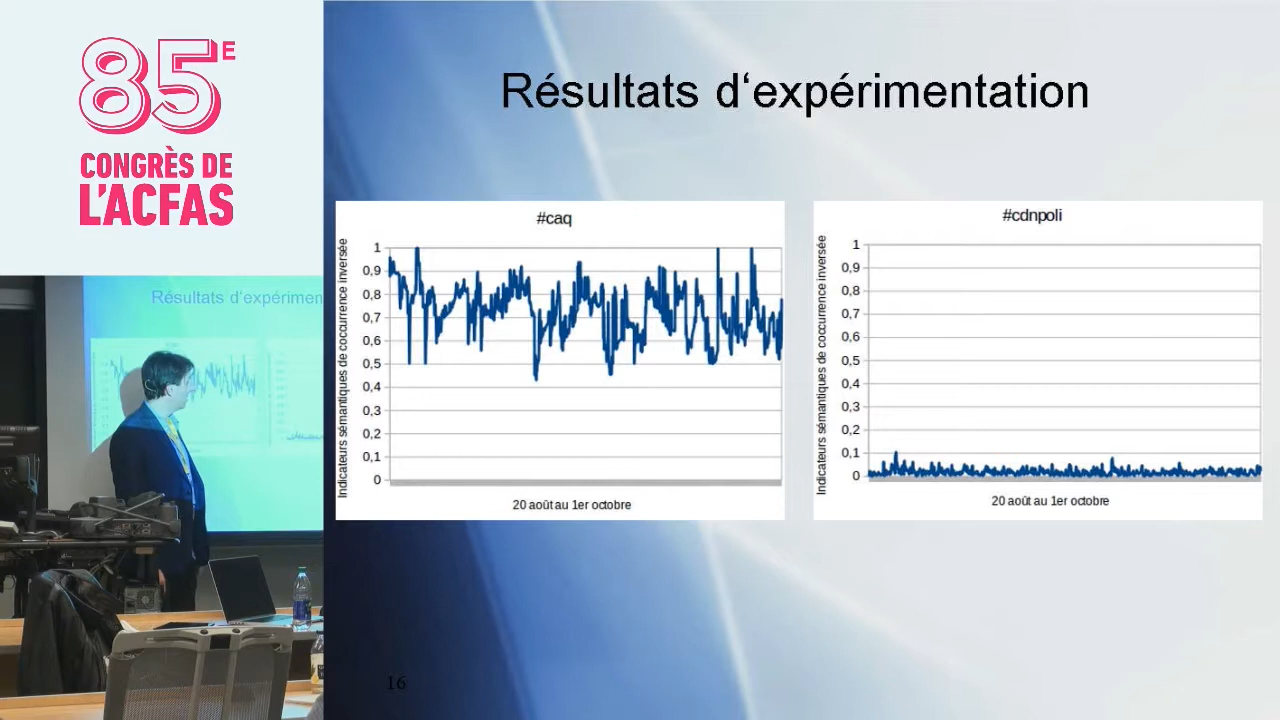 85E
CONGRÈS DE
L'ACFAS
Résultats d‘expérimentation
#caq
Indicateurs sémantiques de coccurrence inversée
1
0,9
0,8
0,7
0,6
0,5
0,4
0,3
0,2
0,1
0
20 août au 1er octobre
#cdnpoli
Indicateurs sémantiques de coccurrence inversée
1
0,9
0,8
0,7
0,6
0,5
0,4
0,3
0,2
0,1
0
20 août au 1er octobre
Résultats d'expérimen
16